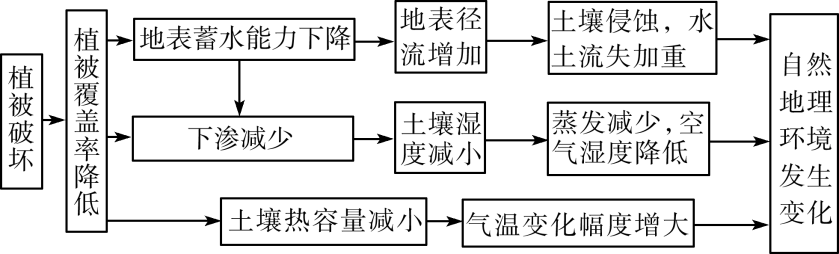 植被破坏
植被覆盖率降低
地表蓄水能力下降
地表径
流增加
土壤侵蚀，水
土流失加重
下渗减少
土壤湿
度减小
蒸发减少，空
气湿度降低
土壤热容量减小
气温变化幅度增大
自然
地理
环境
发生
变化